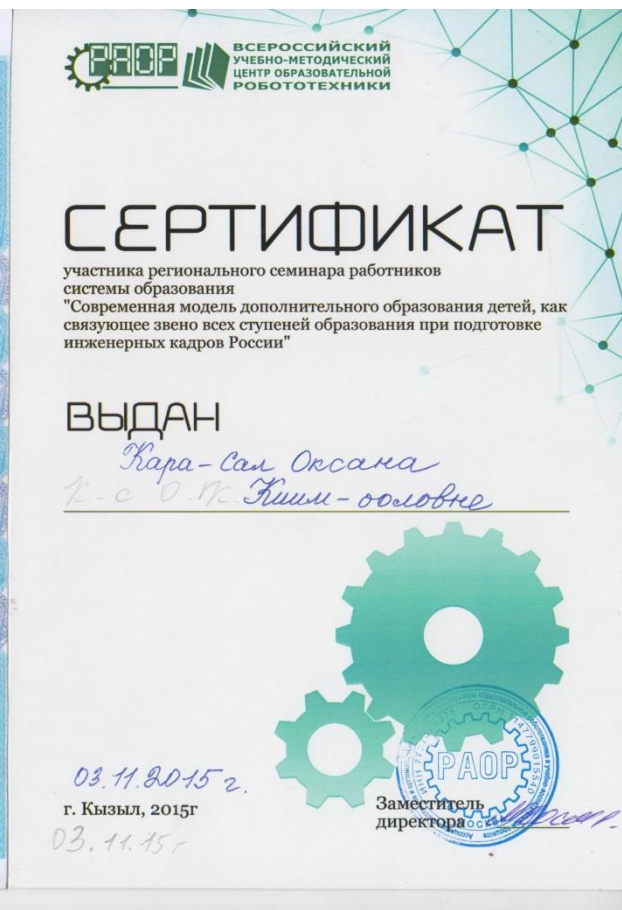 РАОР
ВСЕРОССИЙСКИЙ
УЧЕБНО-МЕТОДИЧЕСКИЙ
ЦЕНТР ОБРАЗОВАТЕЛЬНОЙ
РОБОТОТЕХНИКИ
СЕРТИФИКАТ
участника регионального семинара работников
системы образования
"Современная модель дополнительного образования детей, как
связующее звено всех ступеней образования при подготовке
инженерных кадров России"
ВЫДАН
Кара-Сал Оксана
К-с О.К. Киим-ооловне
03.11.2015 г.
г. Кызыл, 2015г
03.11.15г
РАОР
Заместитель
директора